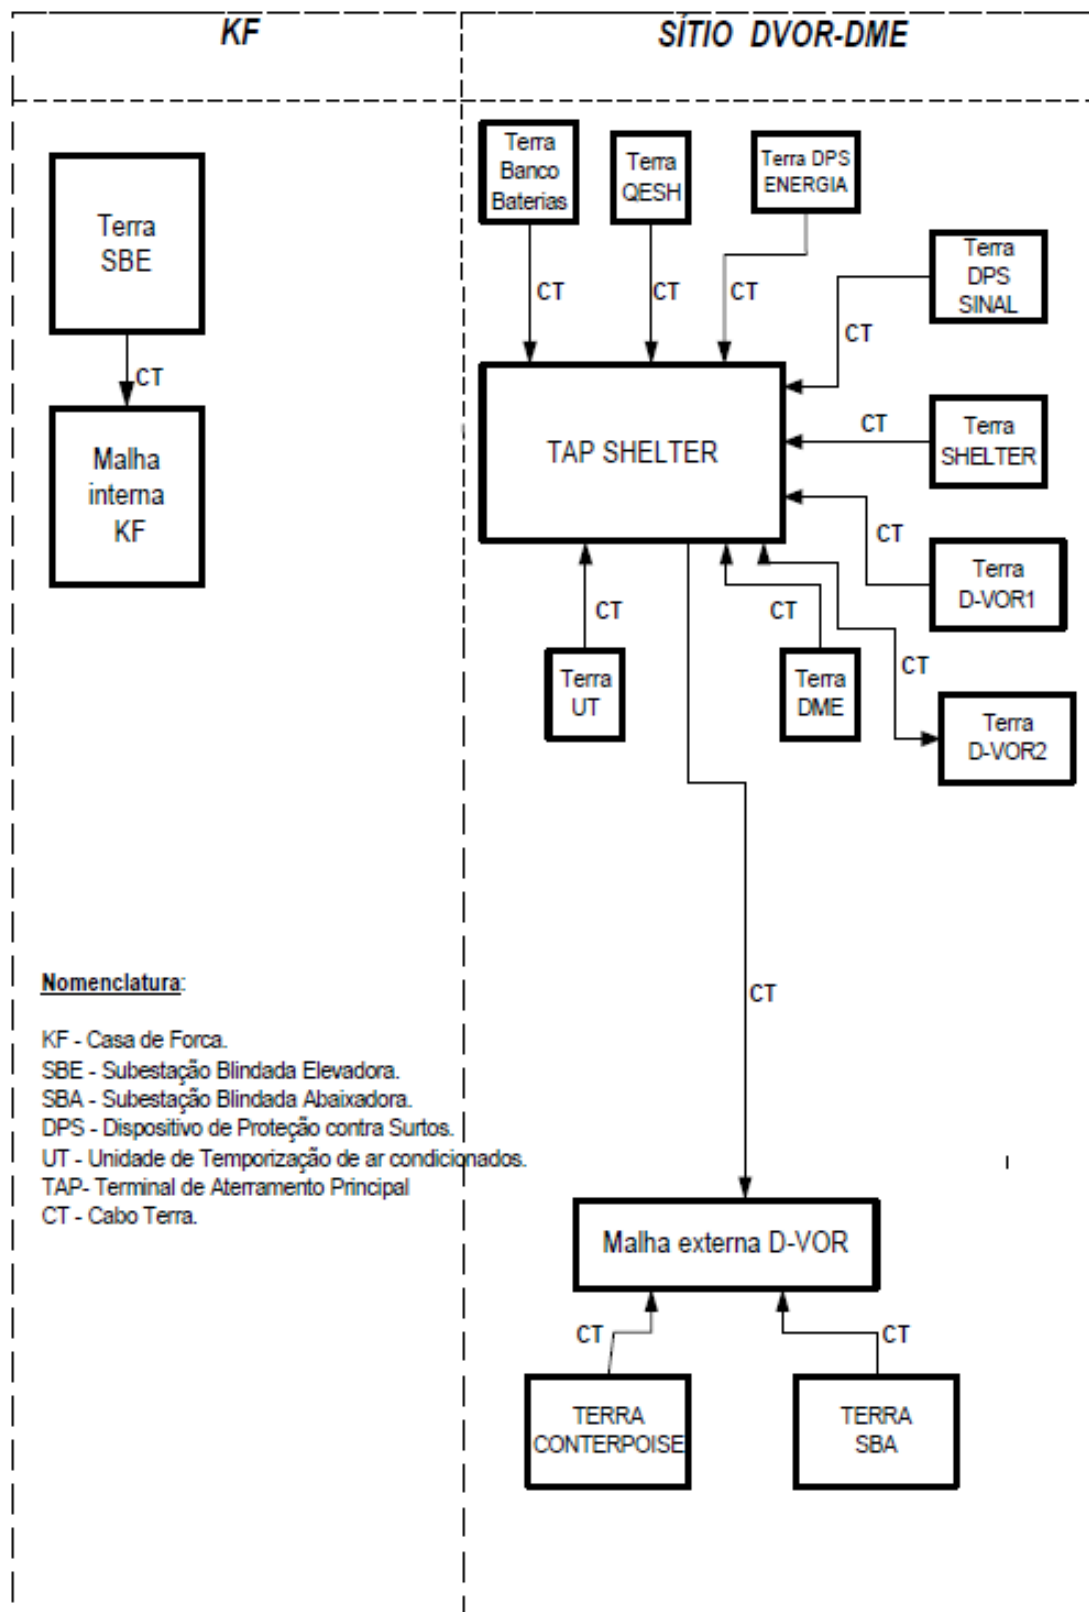 KF
SÍTIO DVOR-DME
Terra
SBE
CT
Malha
interna
KF
Terra
Banco
Baterias
Terra
QESH
Terra DPS
ENERGIA
Terra
DPS
SINAL
CT
CT
CT
CT
TAP SHELTER
CT
Terra
SHELTER
CT
Terra
D-VOR1
CT
Terra
UT
CT
Terra
DME
CT
Terra
D-VOR2
CT
Nomenclatura:
KF - Casa de Forca.
SBE - Subestação Blindada Elevadora.
SBA - Subestação Blindada Abaixadora.
DPS - Dispositivo de Proteção contra Surtos.
UT - Unidade de Temporização de ar condicionados.
TAP- Terminal de Aterramento Principal
CT - Cabo Terra.
Malha externa D-VOR
CT
CT
TERRA
CONTERPOISE
TERRA
SBA